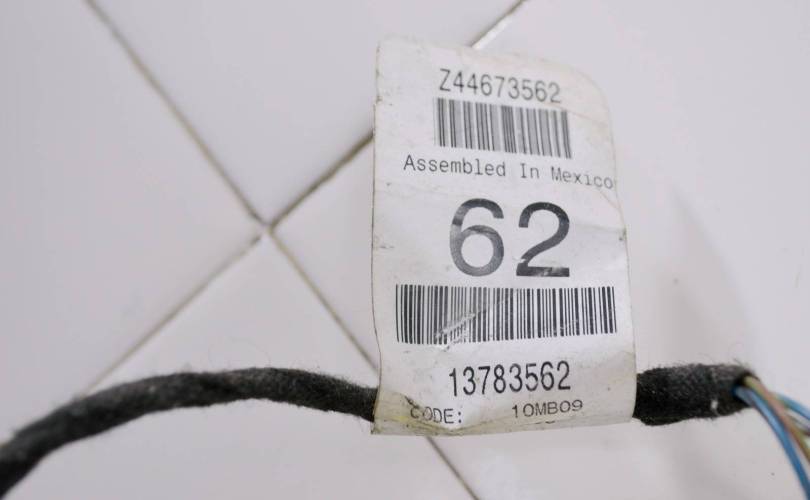 Z44673562
Assembled In Mexico
62
13783562
CODE: 10MB09